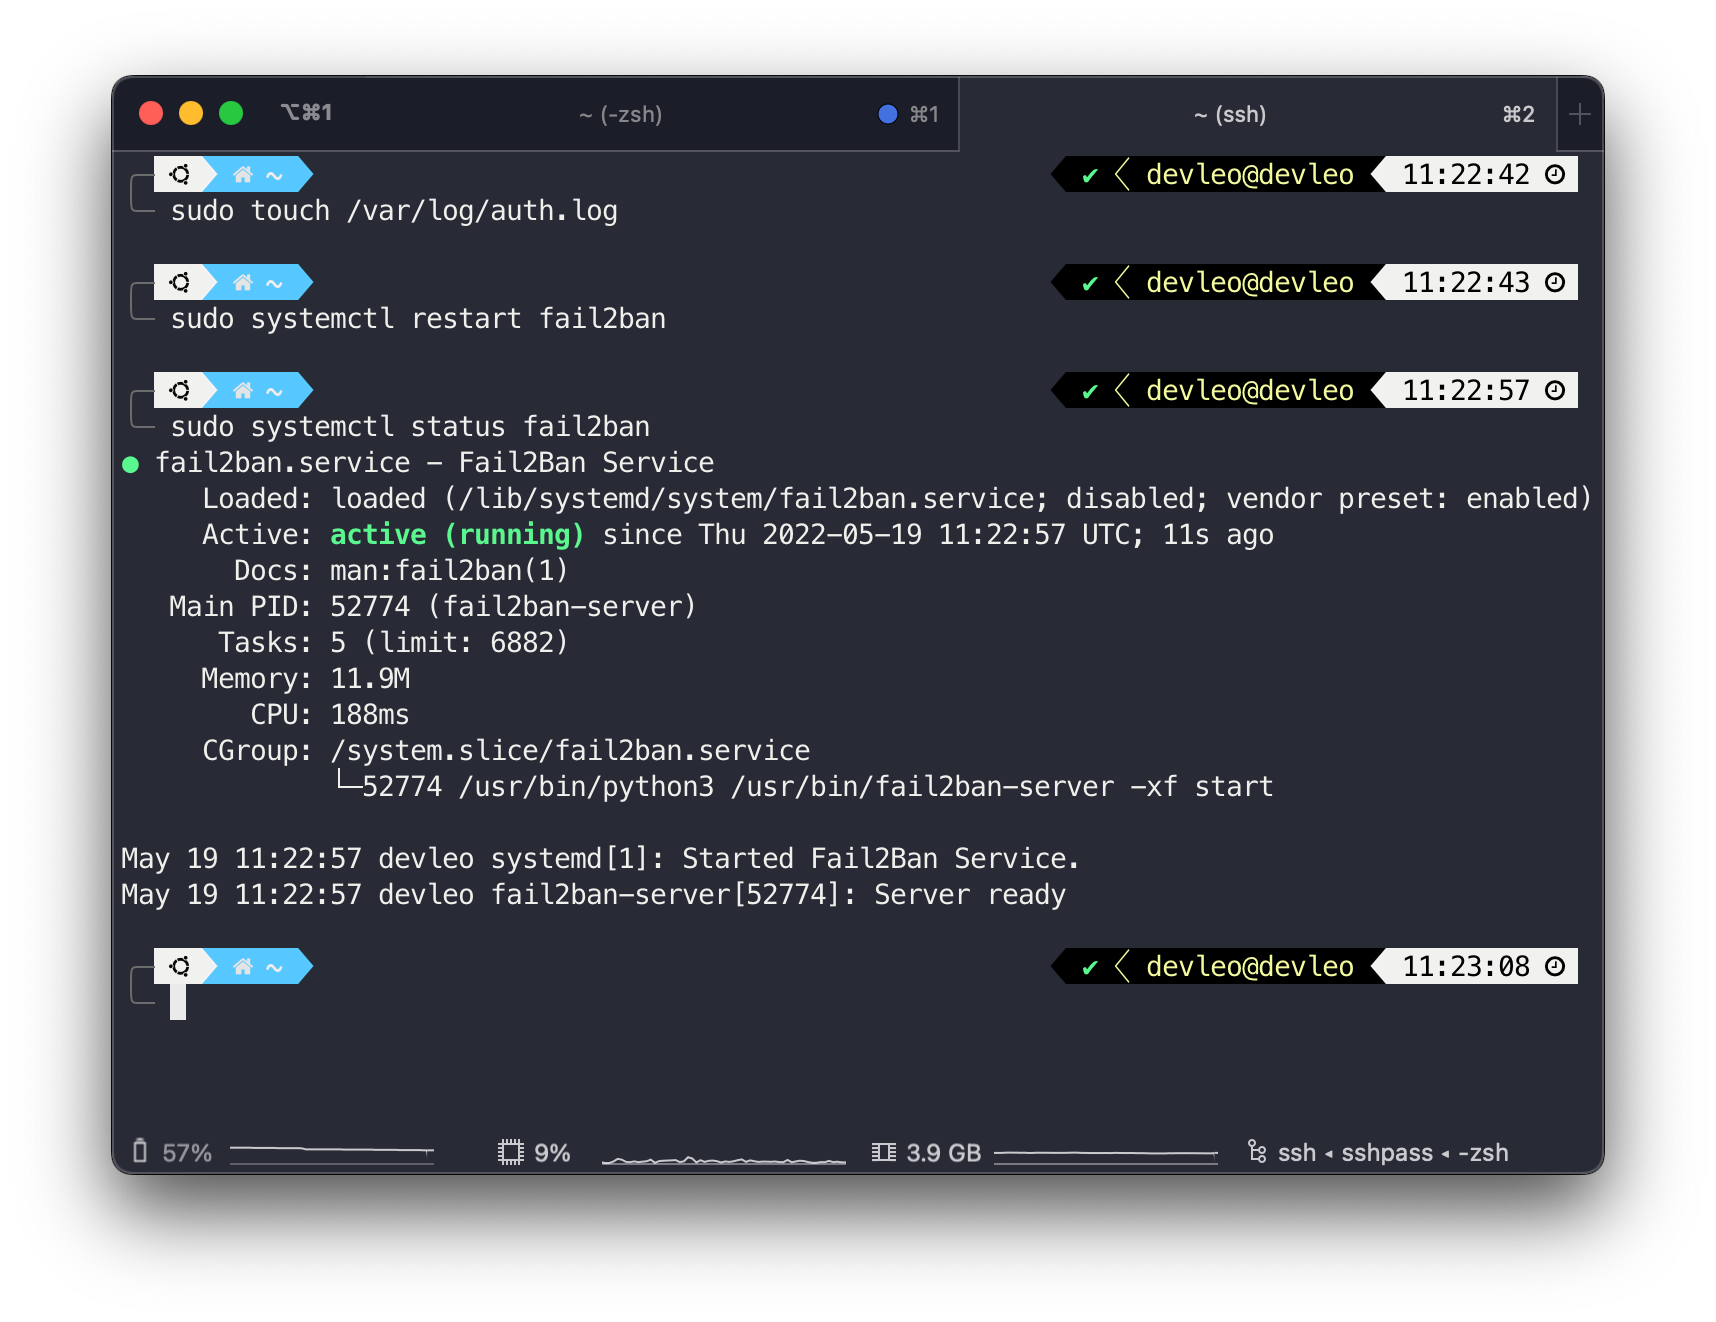 ⌥⌘1 ~ (-zsh) ⌘1 ~ (ssh) ⌘2 +
~ ✔ devleo@devleo 11:22:42
sudo touch /var/log/auth.log
~ ✔ devleo@devleo 11:22:43
sudo systemctl restart fail2ban
~ ✔ devleo@devleo 11:22:57
sudo systemctl status fail2ban
● fail2ban.service - Fail2Ban Service
Loaded: loaded (/lib/systemd/system/fail2ban.service; disabled; vendor preset: enabled)
Active: active (running) since Thu 2022-05-19 11:22:57 UTC; 11s ago
Docs: man:fail2ban(1)
Main PID: 52774 (fail2ban-server)
Tasks: 5 (limit: 6882)
Memory: 11.9M
CPU: 188ms
CGroup: /system.slice/fail2ban.service
└─52774 /usr/bin/python3 /usr/bin/fail2ban-server -xf start
May 19 11:22:57 devleo systemd[1]: Started Fail2Ban Service.
May 19 11:22:57 devleo fail2ban-server[52774]: Server ready
~ ✔ devleo@devleo 11:23:08
57% 9% 3.9 GB ssh ◂ sshpass ◂ -zsh